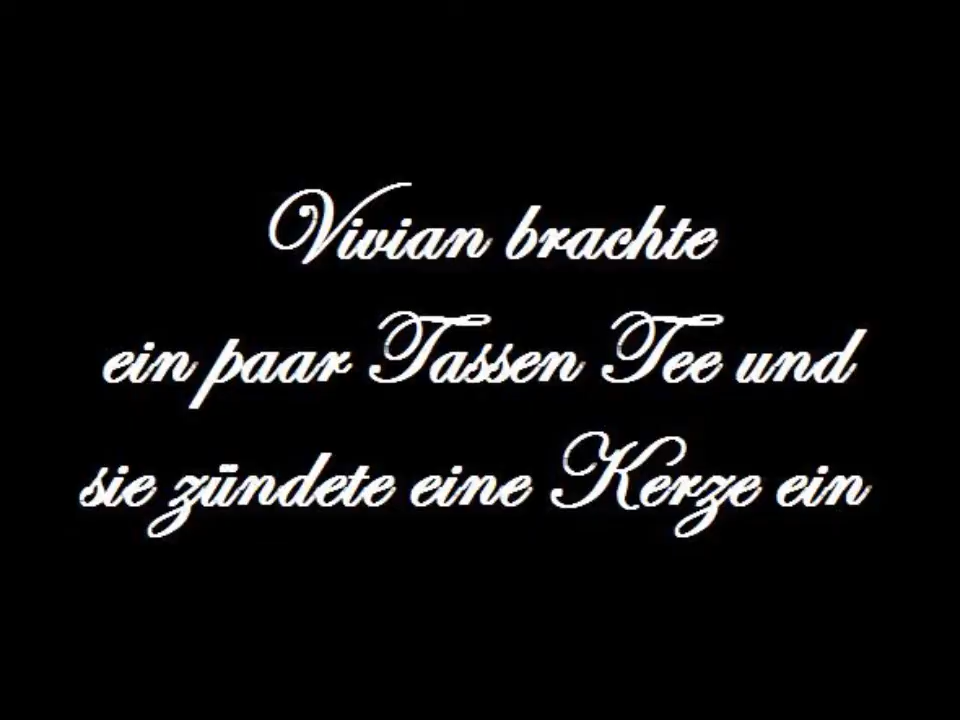 Vivian brachte
ein paar Tassen Tee und
sie zündete eine Kerze ein